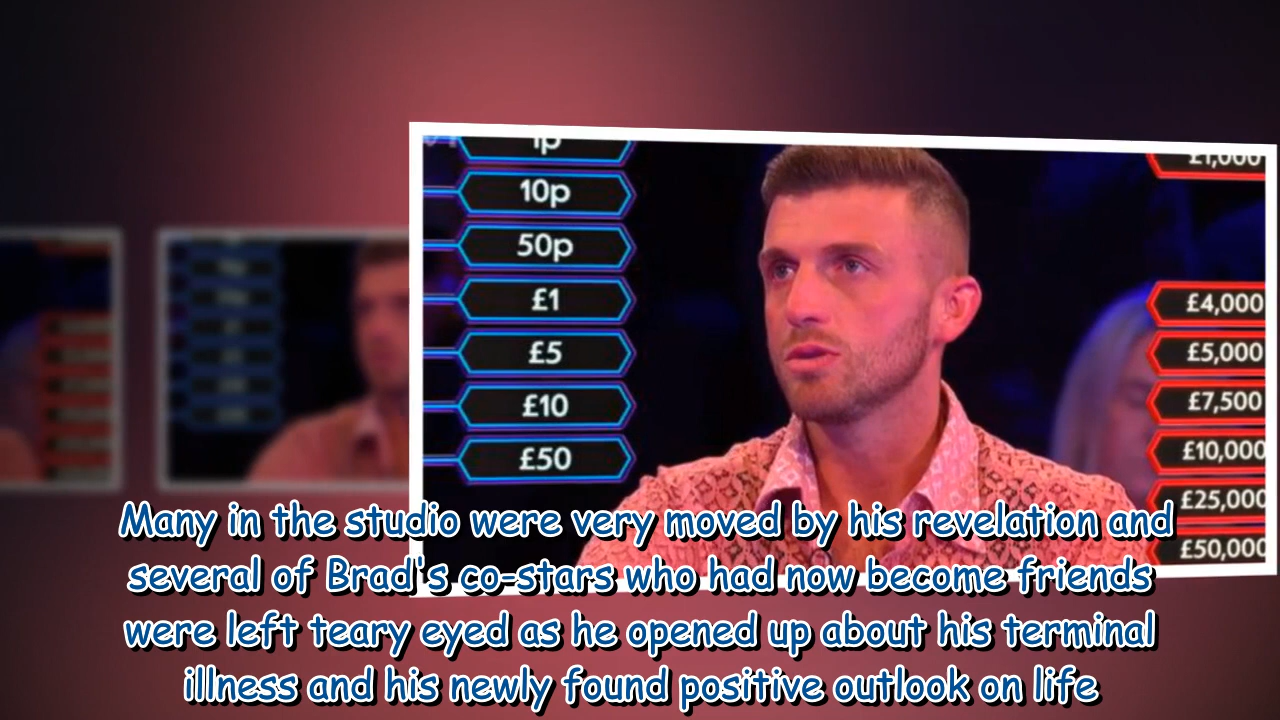 1p
10p
50p
£1
£5
£10
£50
£1,000
£4,000
£5,000
£7,500
£10,000
£25,000
£50,000
Many in the studio were very moved by his revelation and
several of Brad's co-stars who had now become friends
were left teary eyed as he opened up about his terminal
illness and his newly found positive outlook on life